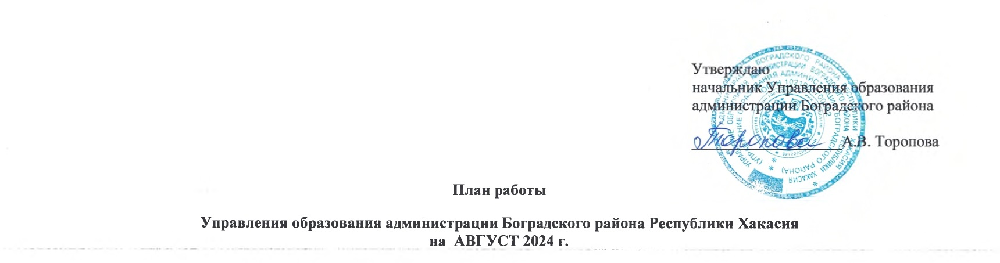 Утверждаю
начальник Управления образования
администрации Боградского района
Торопова А.В. Торопова
План работы
Управления образования администрации Боградского района Республики Хакасия
на АВГУСТ 2024 г.